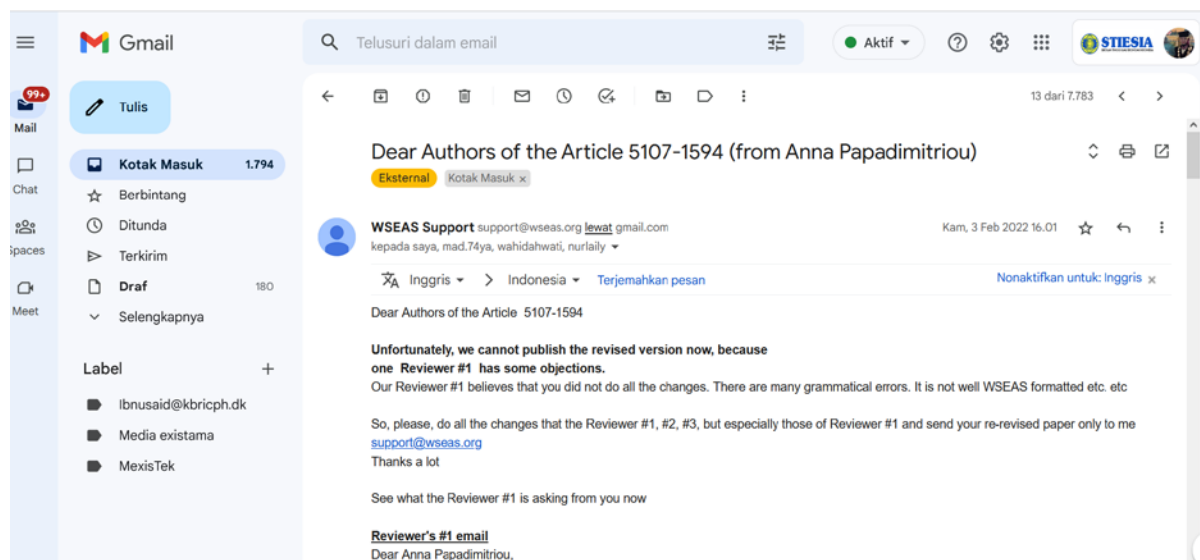 Gmail
Telusuri dalam email
Aktif
STIESIA
99+
Mail
Chat
Spaces
Meet
Tulis
Kotak Masuk 1.794
Berbintang
Ditunda
Terkirim
Draf 180
Selengkapnya
Label
Ibnusaid@kbricph.dk
Media existama
MexisTek
13 dari 7.783
Dear Authors of the Article 5107-1594 (from Anna Papadimitriou)
Eksternal Kotak Masuk x
WSEAS Support support@wseas.org lewat gmail.com Kam, 3 Feb 2022 16.01
kepada saya, mad.74ya, wahidahwati, nurlaily
Inggris > Indonesia Terjemahkan pesan Nonaktifkan untuk: Inggris x
Dear Authors of the Article 5107-1594
Unfortunately, we cannot publish the revised version now, because
one Reviewer #1 has some objections.
Our Reviewer #1 believes that you did not do all the changes. There are many grammatical errors. It is not well WSEAS formatted etc. etc
So, please, do all the changes that the Reviewer #1, #2, #3, but especially those of Reviewer #1 and send your re-revised paper only to me
support@wseas.org
Thanks a lot
See what the Reviewer #1 is asking from you now
Reviewer's #1 email
Dear Anna Papadimitriou,